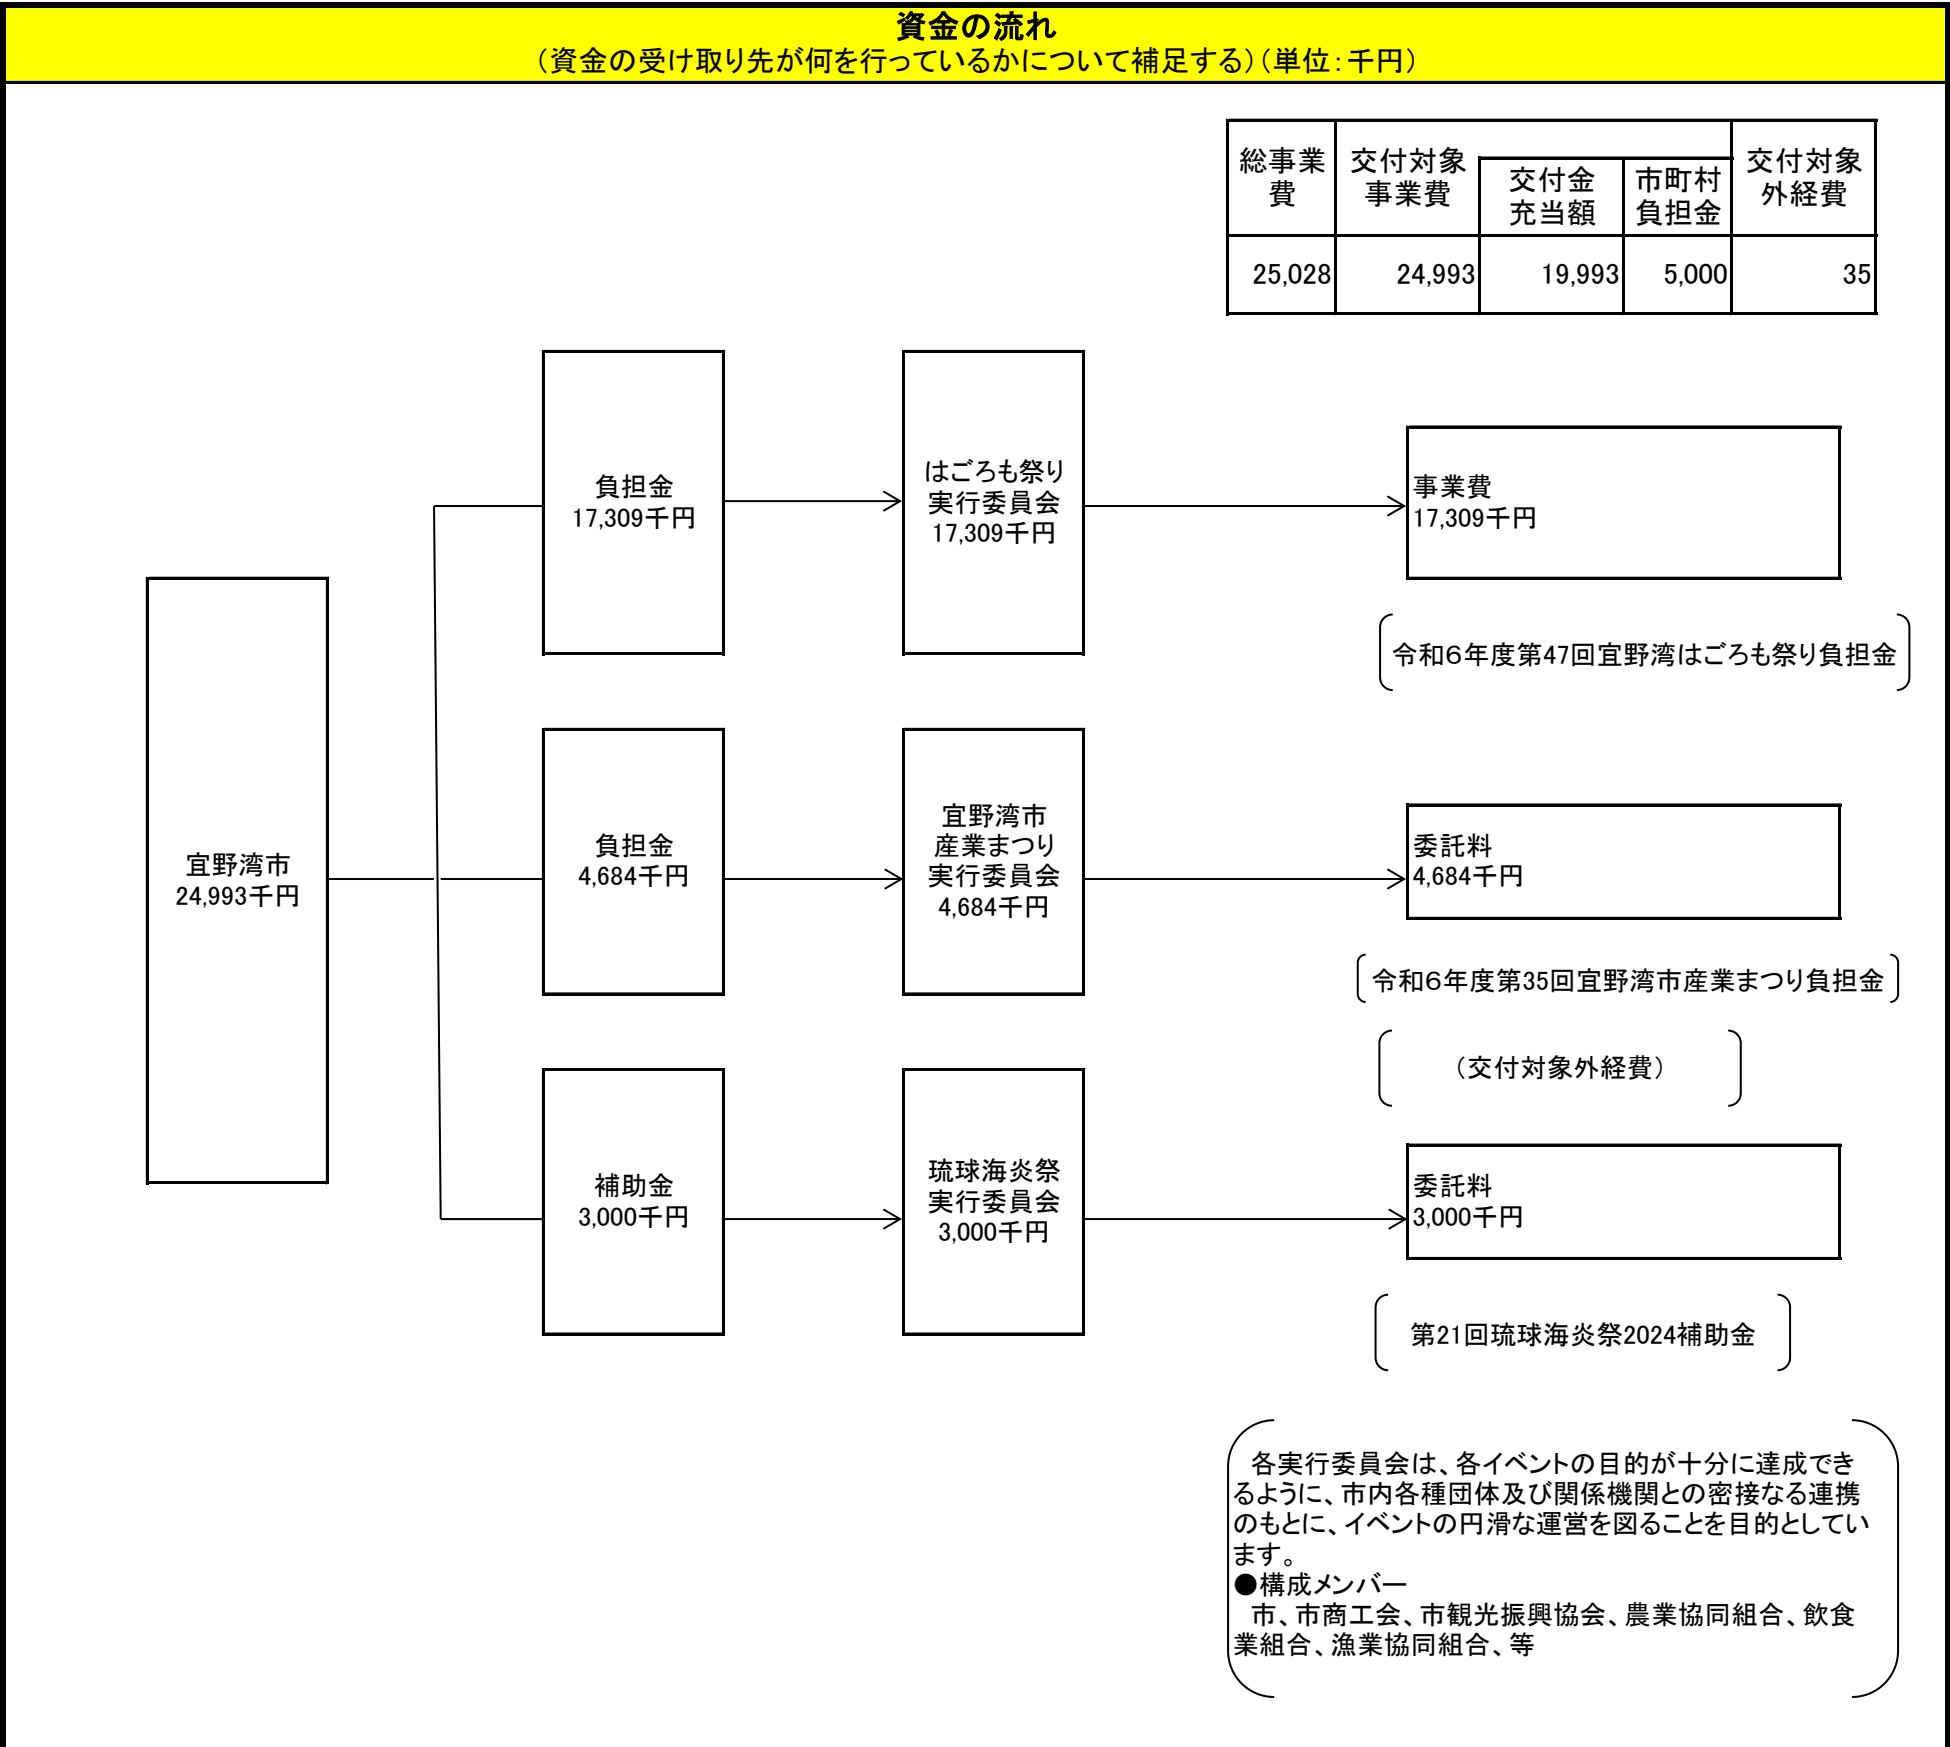 資金の流れ
（資金の受け取り先が何を行っているかについて補足する）（単位：千円）
総事業
費
交付対象
事業費
交付金
充当額
市町村
負担金
交付対象
外経費
25,028
24,993
19,993
5,000
35
負担金
17,309千円
はごろも祭り
実行委員会
17,309千円
事業費
17,309千円
令和6年度第47回宜野湾はごろも祭り負担金
宜野湾市
24,993千円
負担金
4,684千円
宜野湾市
産業まつり
実行委員会
4,684千円
委託料
4,684千円
令和6年度第35回宜野湾市産業まつり負担金
（交付対象外経費）
補助金
3,000千円
琉球海炎祭
実行委員会
3,000千円
委託料
3,000千円
第21回琉球海炎祭2024補助金
各実行委員会は、各イベントの目的が十分に達成でき
るように、市内各種団体及び関係機関との密接なる連携
のもとに、イベントの円滑な運営を図ることを目的としてい
ます。
●構成メンバー
市、市商工会、市観光振興協会、農業協同組合、飲食
業組合、漁業協同組合、等